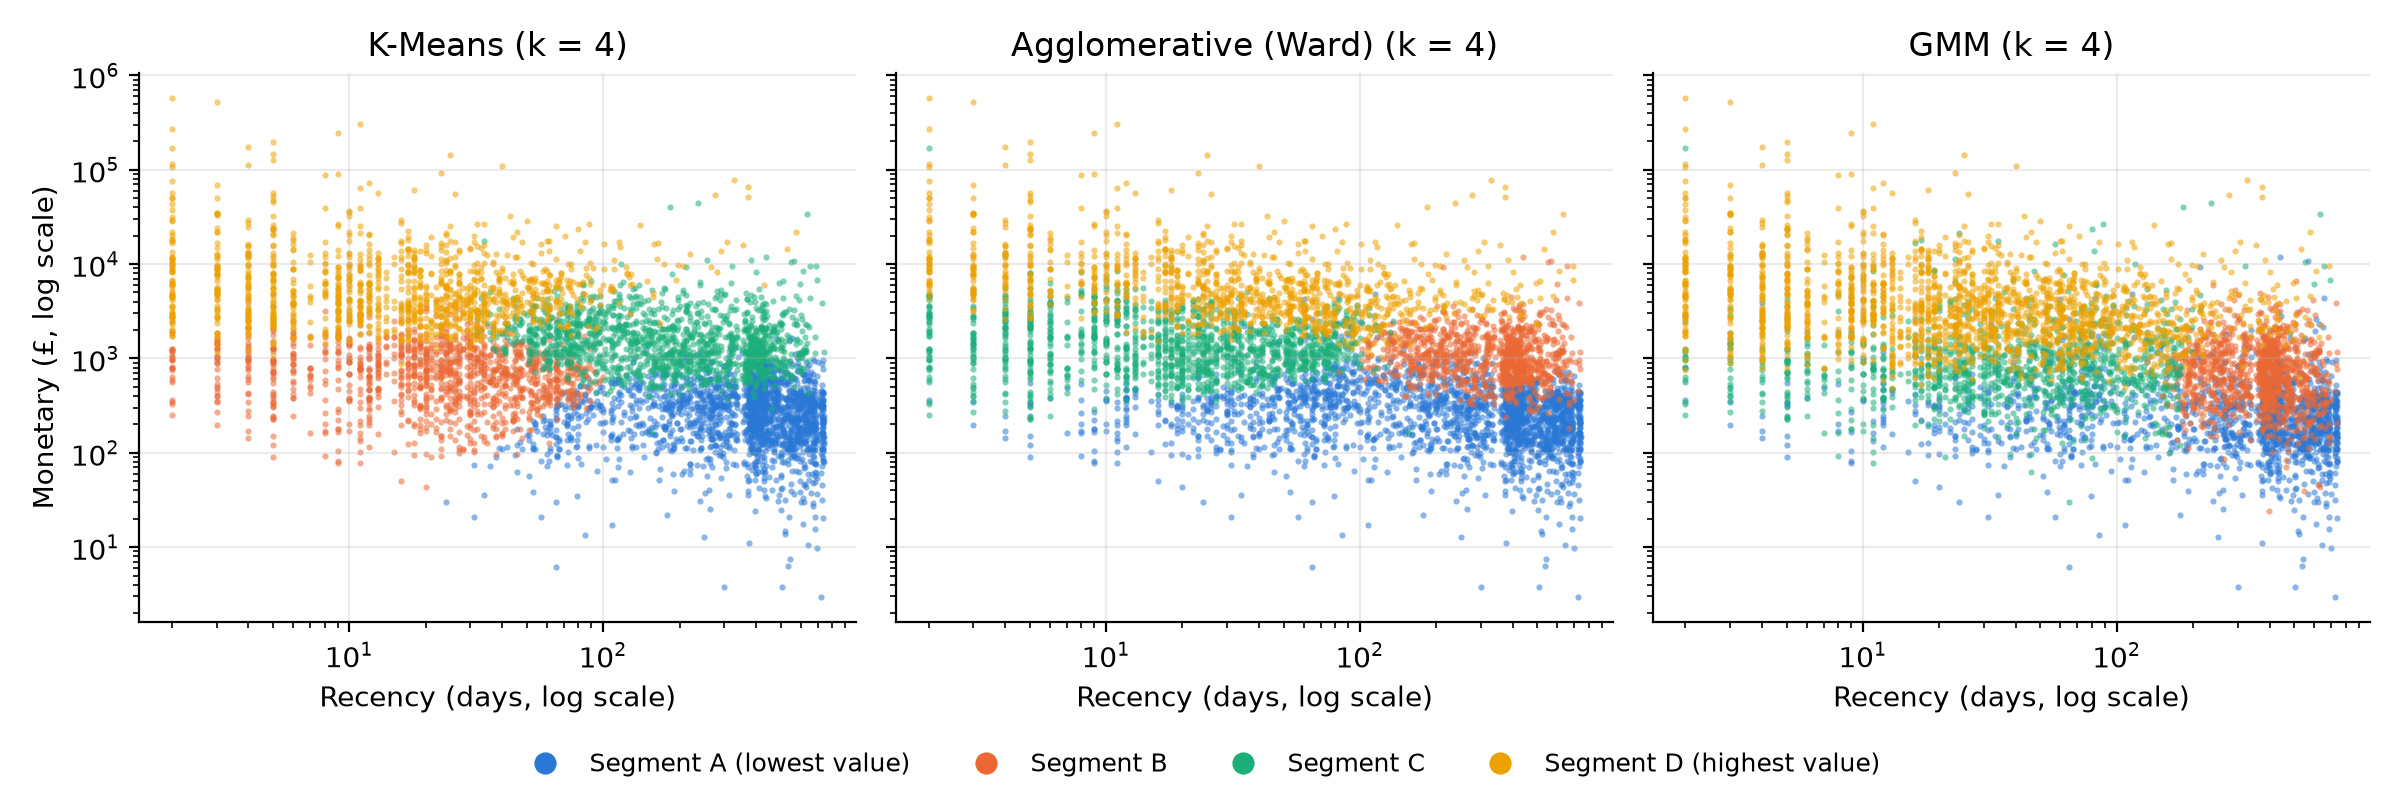 K-Means (k = 4)
Agglomerative (Ward) (k = 4)
GMM (k = 4)
Monetary (£, log scale)
10⁶
10⁵
10⁴
10³
10²
10¹
10¹ 10²
10¹ 10²
10¹ 10²
Recency (days, log scale)
Recency (days, log scale)
Recency (days, log scale)
Segment A (lowest value)
Segment B
Segment C
Segment D (highest value)